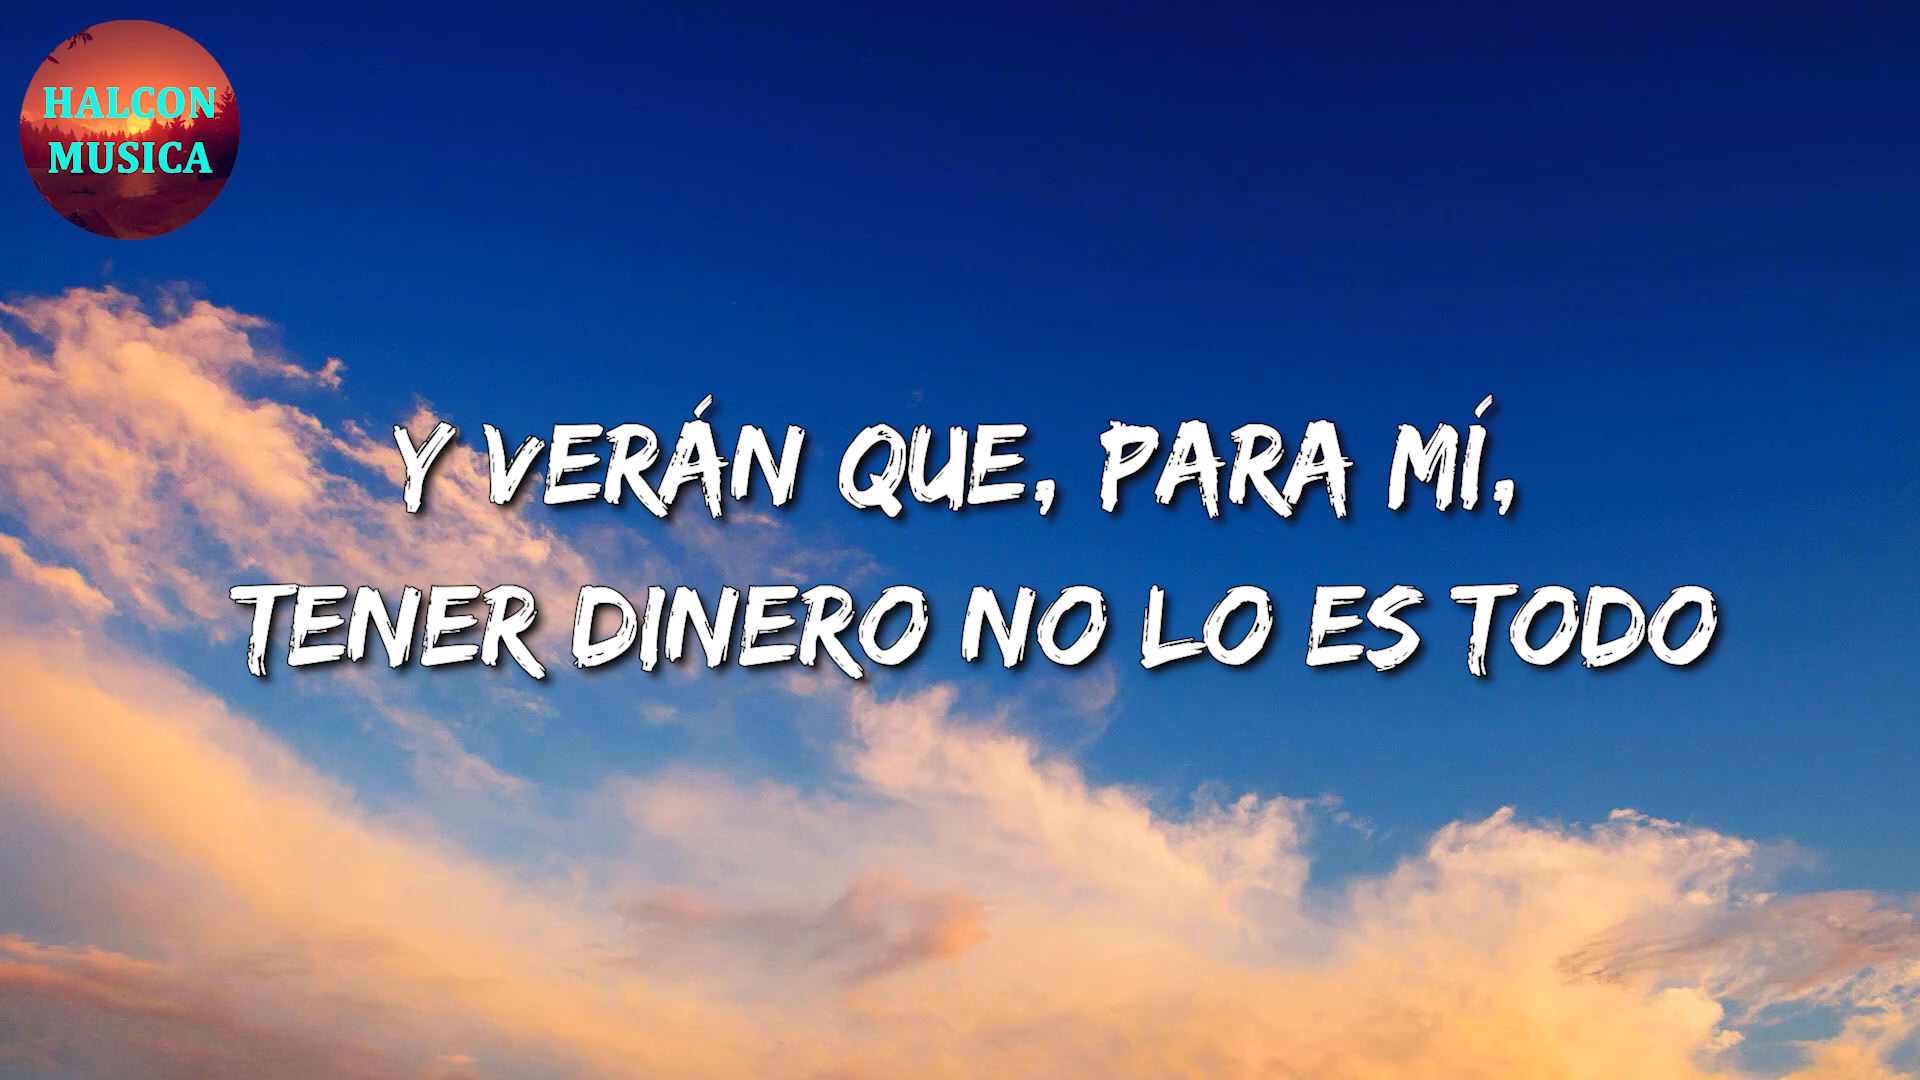 HALCON
MUSICA
Y VERÁN QUE, PARA MÍ,
TENER DINERO NO LO ES TODO